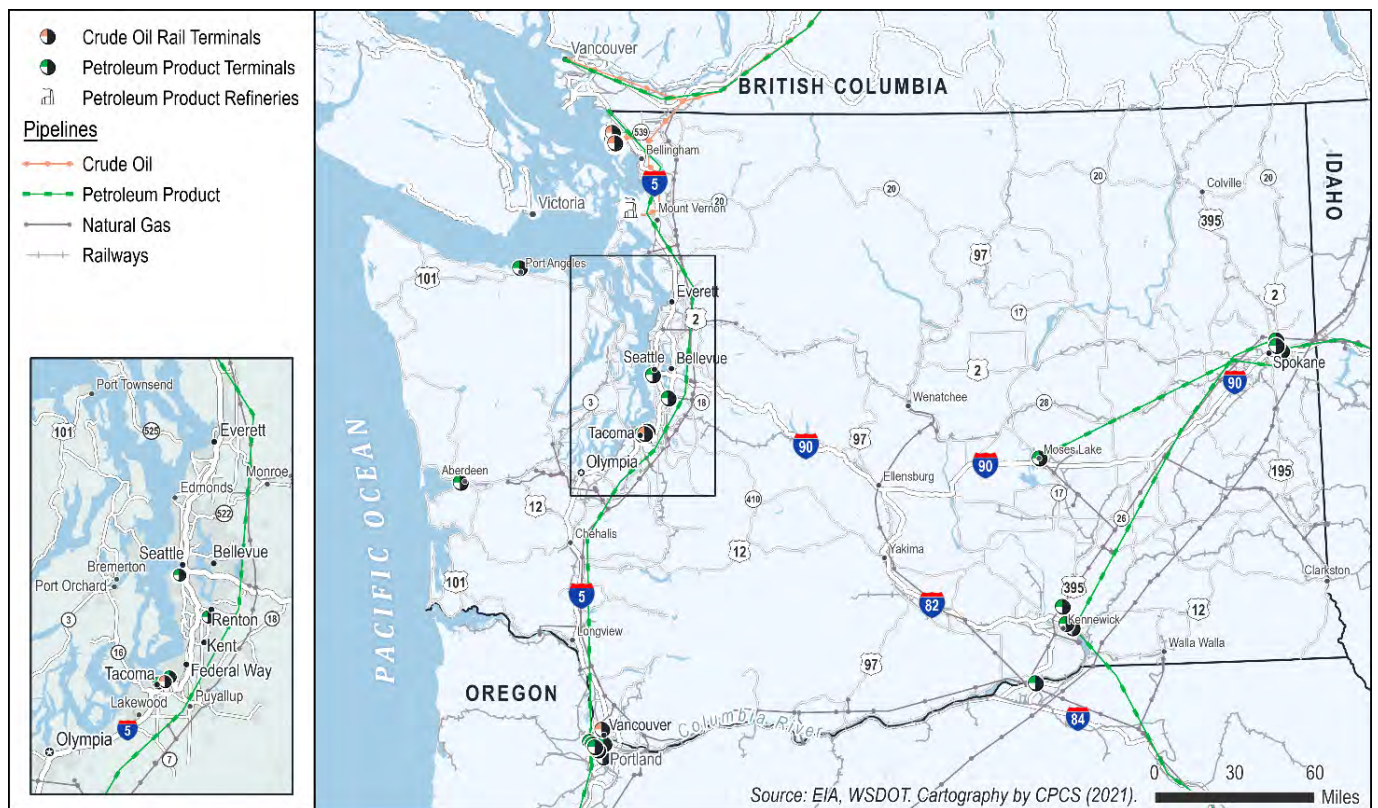 Crude Oil Rail Terminals
Petroleum Product Terminals
Petroleum Product Refineries
Pipelines
Crude Oil
Petroleum Product
Natural Gas
Railways
Vancouver
BRITISH COLUMBIA
539
Bellingham
5
Victoria
Mount Vernon
20
20
20
Colville
20
395
IDAHO
97
101
Port Angeles
Everett
2
17
2
Seattle
Bellevue
2
Spokane
90
3
18
Wenatchee
28
Tacoma
97
90
Moses Lake
90
Olympia
195
Aberdeen
Ellensburg
17
410
12
26
PACIFIC OCEAN
Chehalis
12
Yakima
Clarkston
101
5
82
395
12
Kennewick
Longview
Walla Walla
97
OREGON
Vancouver
Columbia River
84
Portland
0 30 60
Miles
Source: EIA, WSDOT. Cartography by CPCS (2021).
Port Townsend
101
525
Everett
Monroe
Edmonds
522
Seattle
Bellevue
Bremerton
Port Orchard
Renton
3
18
16
Kent
Federal Way
Tacoma
Lakewood
Puyallup
5
Olympia
7